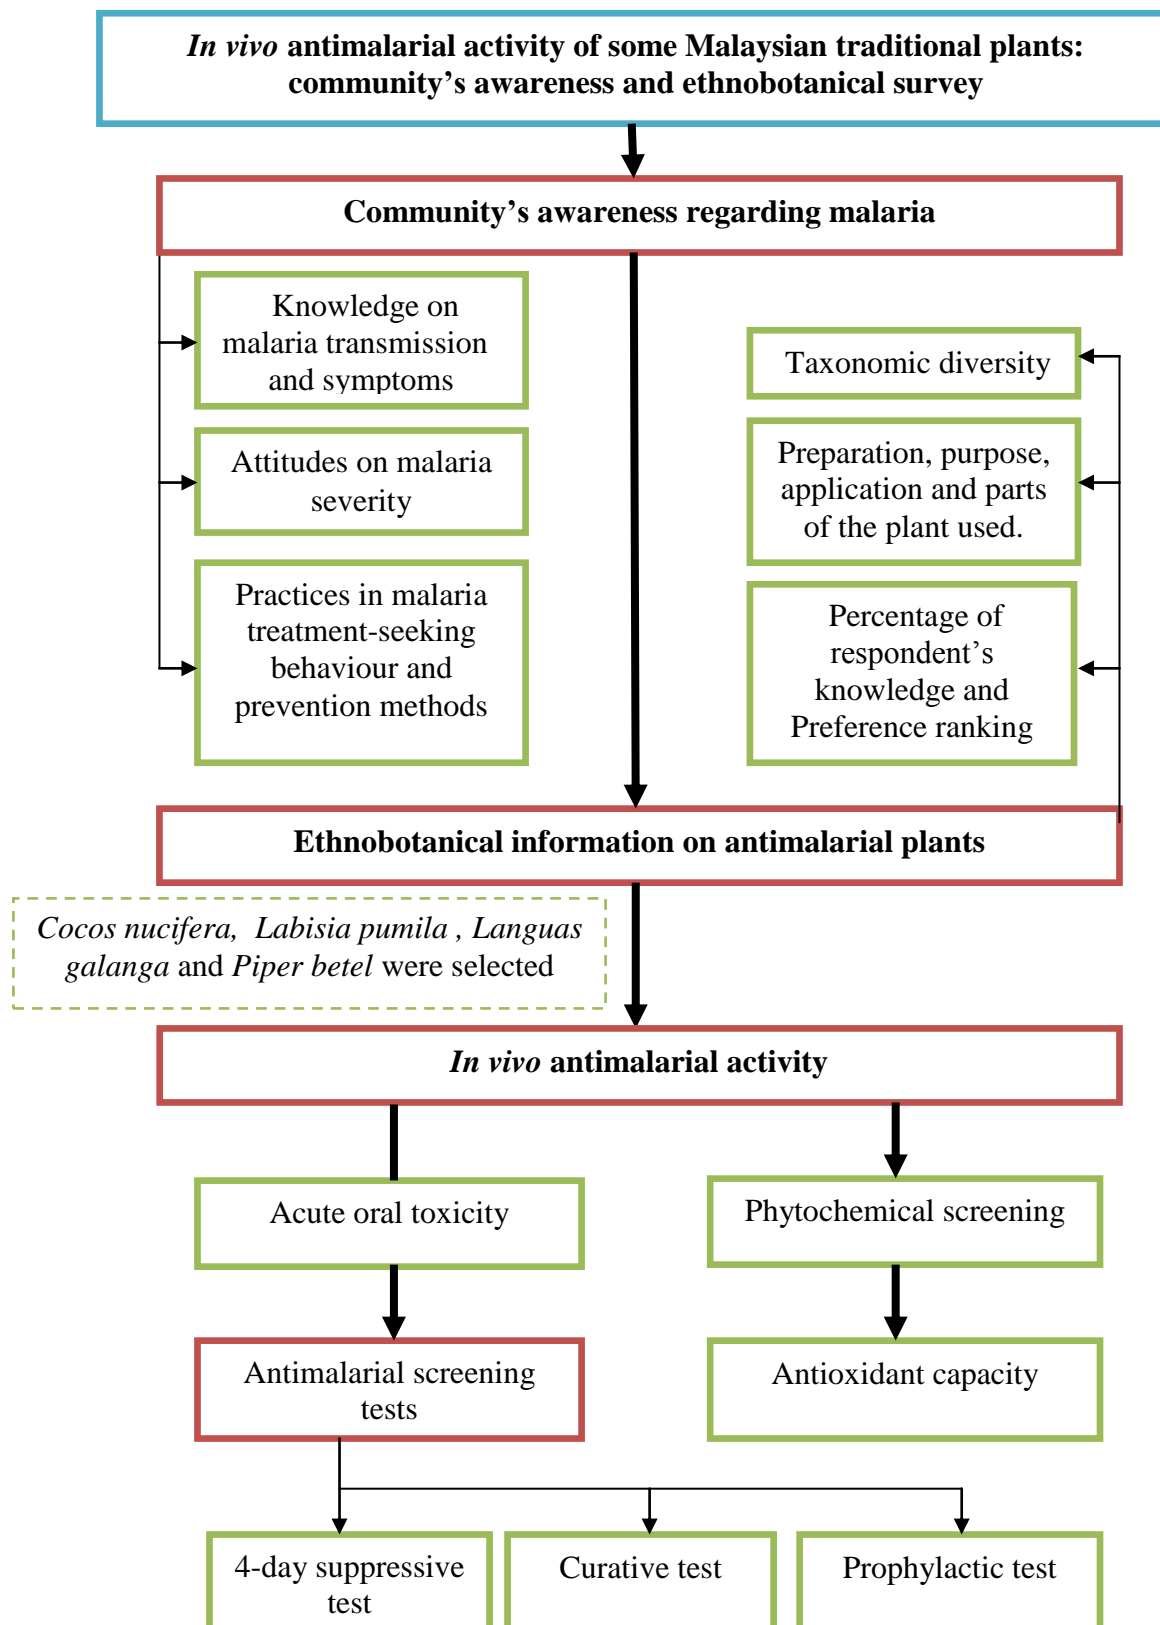 In vivo antimalarial activity of some Malaysian traditional plants:
community’s awareness and ethnobotanical survey
Community’s awareness regarding malaria
Knowledge on
malaria transmission
and symptoms
Attitudes on malaria
severity
Practices in malaria
treatment-seeking
behaviour and
prevention methods
Taxonomic diversity
Preparation, purpose,
application and parts
of the plant used.
Percentage of
respondent’s
knowledge and
Preference ranking
Ethnobotanical information on antimalarial plants
Cocos nucifera, Labisia pumila , Languas
galanga and Piper betel were selected
In vivo antimalarial activity
Acute oral toxicity
Phytochemical screening
Antimalarial screening
tests
Antioxidant capacity
4-day suppressive
test
Curative test
Prophylactic test